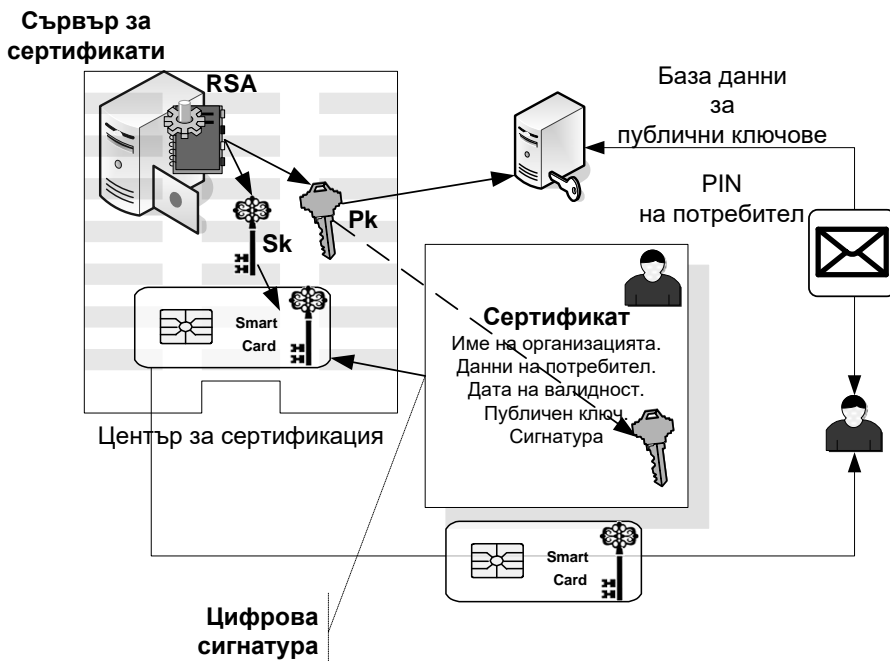 Сървър за
сертификати
RSA
База данни
за
публични ключове
PIN
на потребител
Pk
Sk
Smart
Card
Сертификат
Име на организацията.
Данни на потребител.
Дата на валидност.
Публичен ключ.
Сигнатура
Център за сертификация
Smart
Card
Цифрова
сигнатура